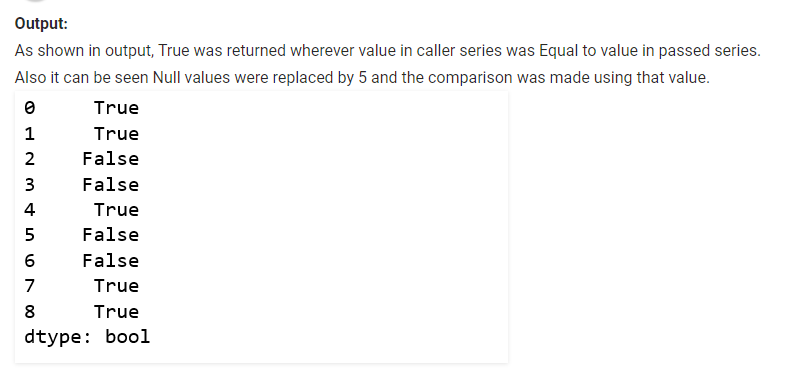 Output:
As shown in output, True was returned wherever value in caller series was Equal to value in passed series.
Also it can be seen Null values were replaced by 5 and the comparison was made using that value.
0     True
1     True
2    False
3    False
4     True
5    False
6    False
7     True
8     True
dtype: bool